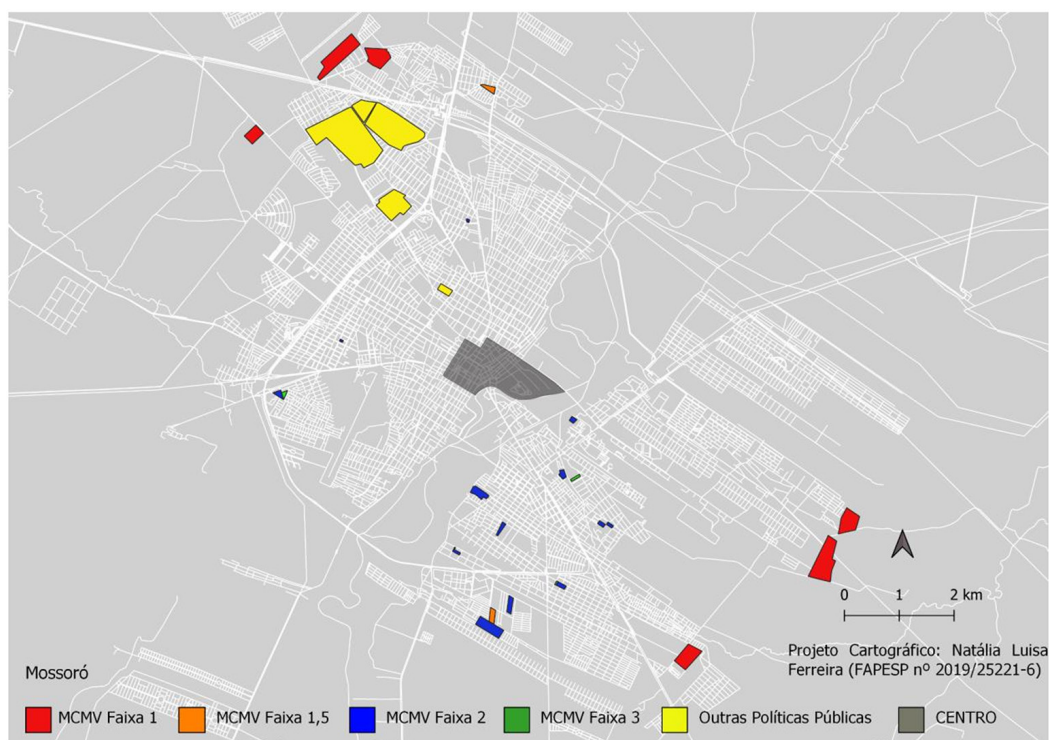 0 1 2 km
Projeto Cartográfico: Natália Luisa
Ferreira (FAPESP nº 2019/25221-6)
Mossoró
MCMV Faixa 1 MCMV Faixa 1,5 MCMV Faixa 2 MCMV Faixa 3 Outras Políticas Públicas CENTRO